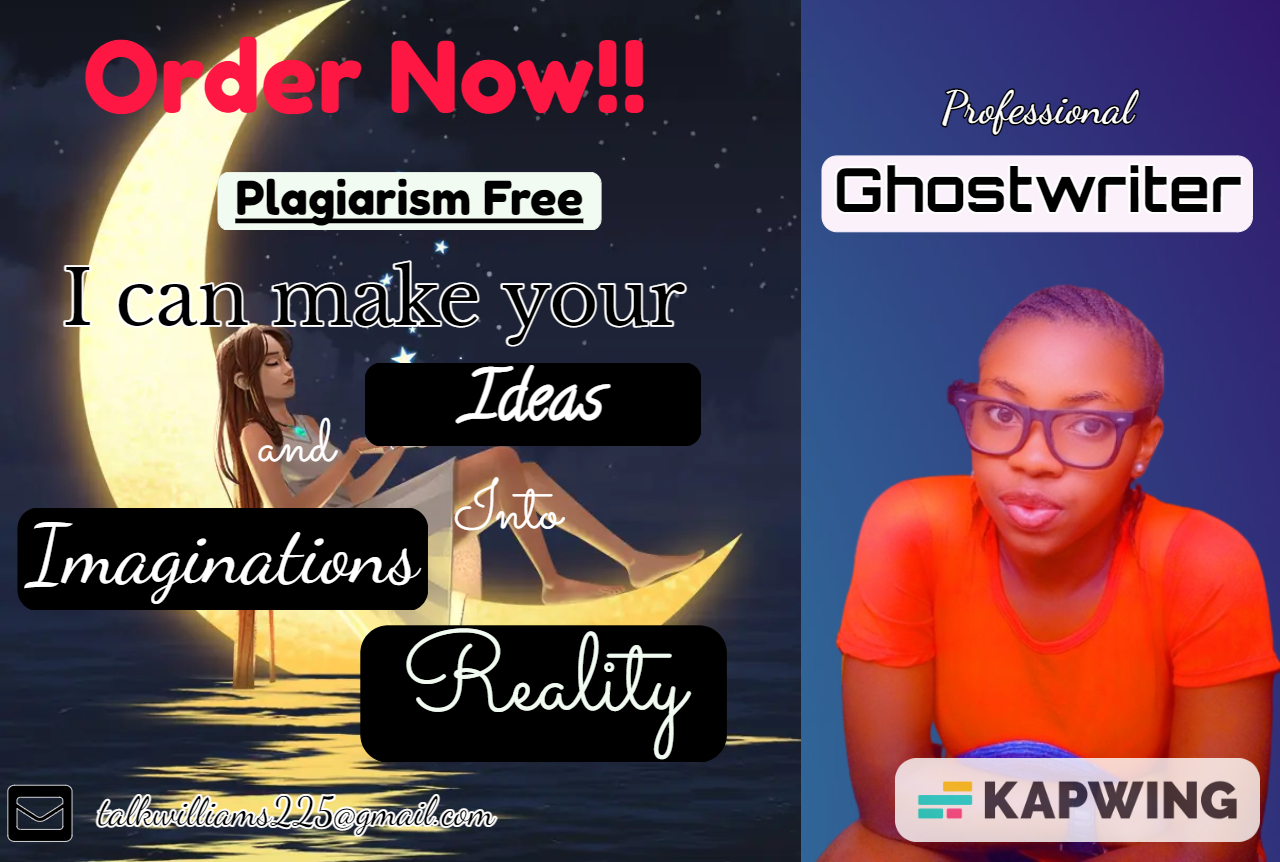 Order Now!!
Plagiarism Free
I can make your
Ideas
and
Imaginations
Into
Reality
talkwilliams225@gmail.com
Professional
Ghostwriter
KAPWING